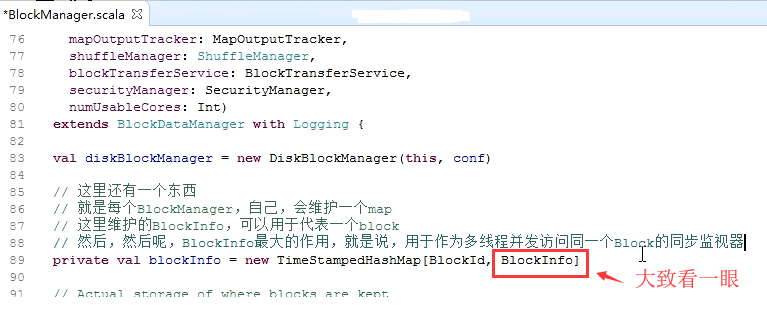 *BlockManager.scala
76 mapOutputTracker: MapOutputTracker,
77 shuffleManager: ShuffleManager,
78 blockTransferService: BlockTransferService,
79 securityManager: SecurityManager,
80 numUsableCores: Int)
81 extends BlockDataManager with Logging {
82
83 val diskBlockManager = new DiskBlockManager(this, conf)
84
85 // 这里还有一个东西
86 // 就是每个BlockManager，自己，会维护一个map
87 // 这里维护的BlockInfo，可以用于代表一个block
88 // 然后，然后呢，BlockInfo最大的作用，就是说，用于作为多线程并发访问同一个Block的同步监视器
89 private val blockInfo = new TimeStampedHashMap[BlockId, BlockInfo]
90
大致看一眼
91 // Actual storage of where blocks are kept